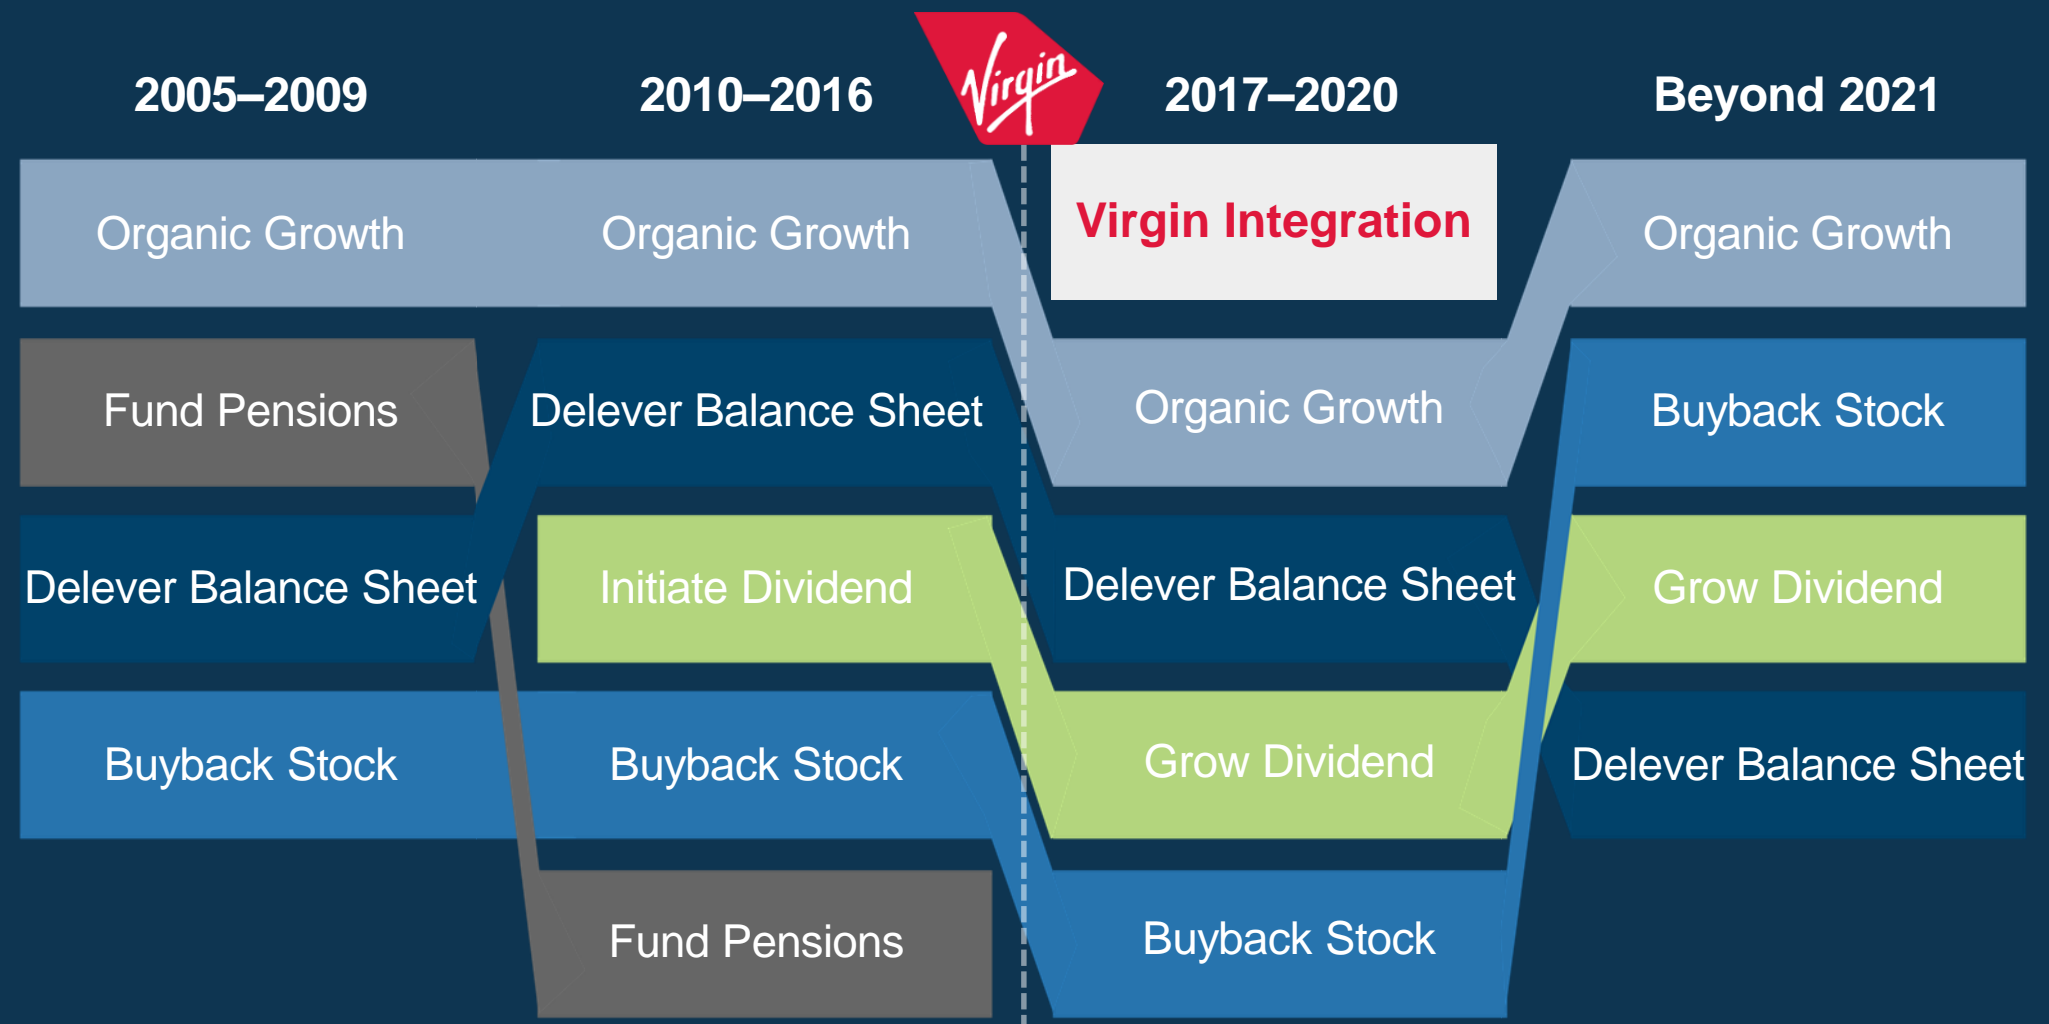 2005–2009
Organic Growth
Fund Pensions
Delever Balance Sheet
Buyback Stock
2010–2016
Organic Growth
Delever Balance Sheet
Initiate Dividend
Buyback Stock
Fund Pensions
Virgin
2017–2020
Virgin Integration
Organic Growth
Delever Balance Sheet
Grow Dividend
Buyback Stock
Beyond 2021
Organic Growth
Buyback Stock
Grow Dividend
Delever Balance Sheet